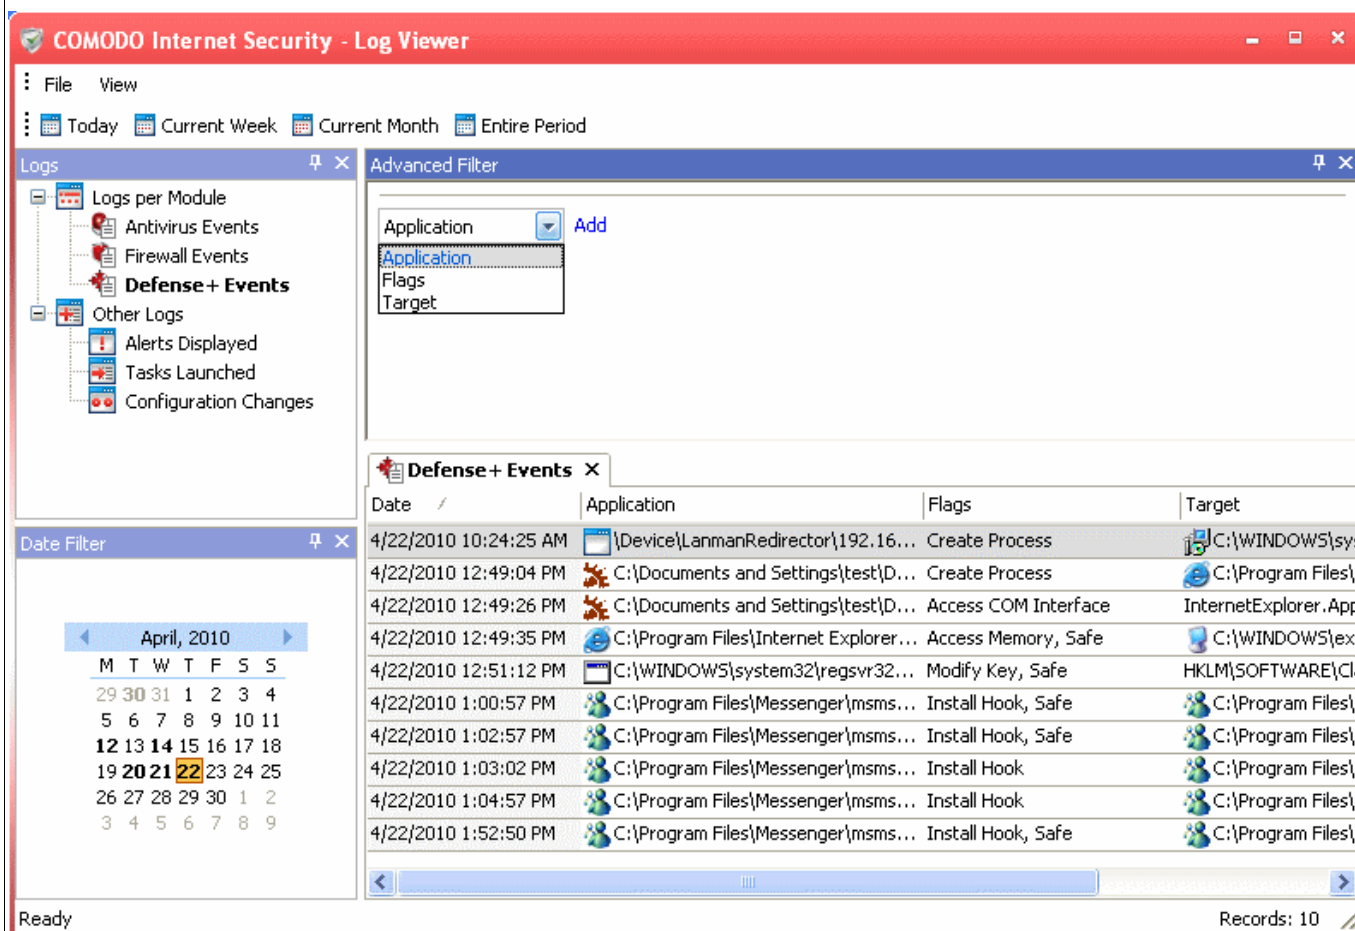 COMODO Internet Security - Log Viewer
File View
Today Current Week Current Month Entire Period
Logs
Logs per Module
Antivirus Events
Firewall Events
Defense+ Events
Other Logs
Alerts Displayed
Tasks Launched
Configuration Changes
Date Filter
April, 2010
M T W T F S S
29 30 31 1 2 3 4
5 6 7 8 9 10 11
12 13 14 15 16 17 18
19 20 21 22 23 24 25
26 27 28 29 30 1 2
3 4 5 6 7 8 9
Advanced Filter
Application Add
Application
Flags
Target
Defense+ Events
Date Application Flags Target
4/22/2010 10:24:25 AM \Device\LanmanRedirector\192.16... Create Process C:\WINDOWS\sys
4/22/2010 12:49:04 PM C:\Documents and Settings\test\D... Create Process C:\Program Files\
4/22/2010 12:49:26 PM C:\Documents and Settings\test\D... Access COM Interface InternetExplorer.App
4/22/2010 12:49:35 PM C:\Program Files\Internet Explorer... Access Memory, Safe C:\WINDOWS\ex
4/22/2010 12:51:12 PM C:\WINDOWS\system32\regsvr32... Modify Key, Safe HKLM\SOFTWARE\Cl
4/22/2010 1:00:57 PM C:\Program Files\Messenger\msms... Install Hook, Safe C:\Program Files\
4/22/2010 1:02:57 PM C:\Program Files\Messenger\msms... Install Hook, Safe C:\Program Files\
4/22/2010 1:03:02 PM C:\Program Files\Messenger\msms... Install Hook C:\Program Files\
4/22/2010 1:04:57 PM C:\Program Files\Messenger\msms... Install Hook C:\Program Files\
4/22/2010 1:52:50 PM C:\Program Files\Messenger\msms... Install Hook, Safe C:\Program Files\
Ready Records: 10